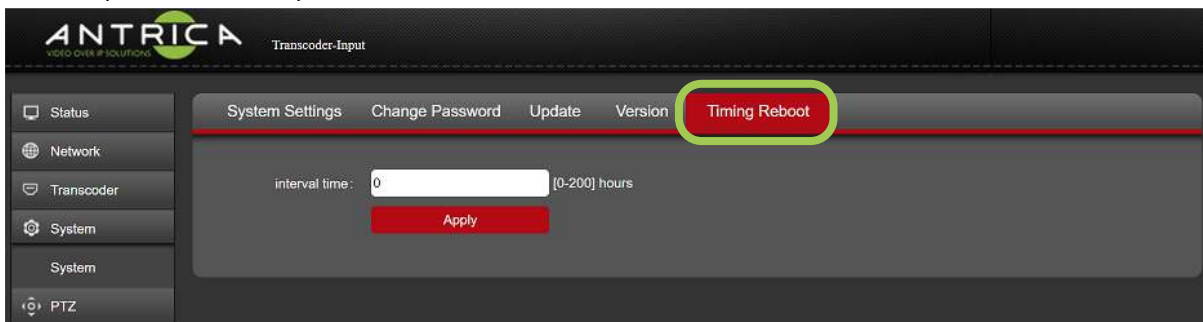 ANTRICA
VIDEO OVER IP SOLUTIONS
Transcoder-Input
Status
Network
Transcoder
System
System
PTZ
System Settings Change Password Update Version Timing Reboot
interval time: 0 [0-200] hours
Apply